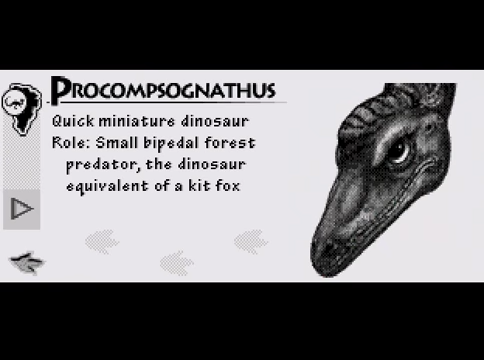 PROCOMPSOGNATHUS
Quick miniature dinosaur
Role: Small bipedal forest
predator, the dinosaur
equivalent of a kit fox